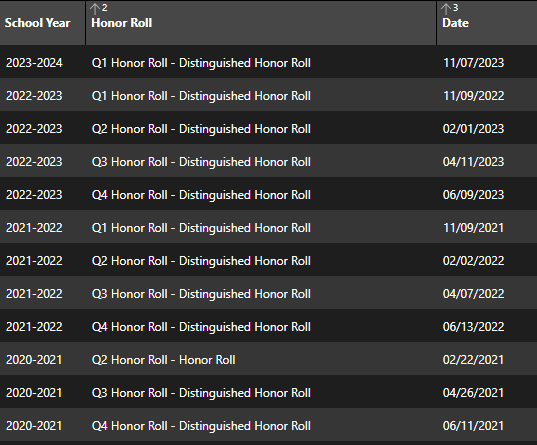 2 3
School Year Honor Roll Date
2023-2024 Q1 Honor Roll - Distinguished Honor Roll 11/07/2023
2022-2023 Q1 Honor Roll - Distinguished Honor Roll 11/09/2022
2022-2023 Q2 Honor Roll - Distinguished Honor Roll 02/01/2023
2022-2023 Q3 Honor Roll - Distinguished Honor Roll 04/11/2023
2022-2023 Q4 Honor Roll - Distinguished Honor Roll 06/09/2023
2021-2022 Q1 Honor Roll - Distinguished Honor Roll 11/09/2021
2021-2022 Q2 Honor Roll - Distinguished Honor Roll 02/02/2022
2021-2022 Q3 Honor Roll - Distinguished Honor Roll 04/07/2022
2021-2022 Q4 Honor Roll - Distinguished Honor Roll 06/13/2022
2020-2021 Q2 Honor Roll - Honor Roll 02/22/2021
2020-2021 Q3 Honor Roll - Distinguished Honor Roll 04/26/2021
2020-2021 Q4 Honor Roll - Distinguished Honor Roll 06/11/2021